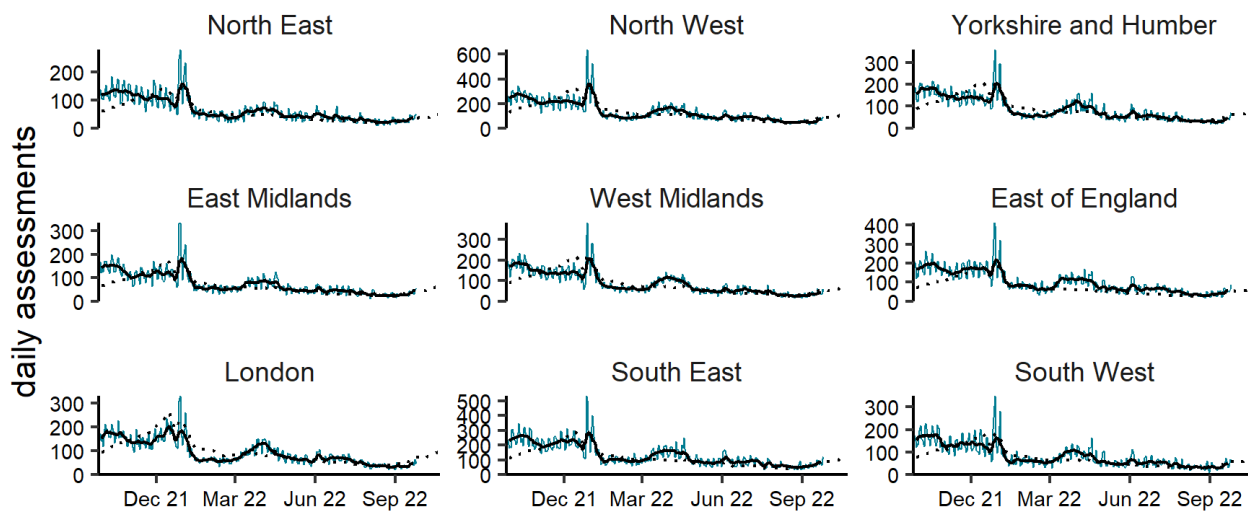 daily assessments
North East
200
100
0
North West
600
400
200
0
Yorkshire and Humber
300
200
100
0
East Midlands
300
200
100
0
West Midlands
300
200
100
0
East of England
400
300
200
100
0
London
300
200
100
0
South East
500
400
300
200
100
0
South West
300
200
100
0
Dec 21 Mar 22 Jun 22 Sep 22
Dec 21 Mar 22 Jun 22 Sep 22
Dec 21 Mar 22 Jun 22 Sep 22